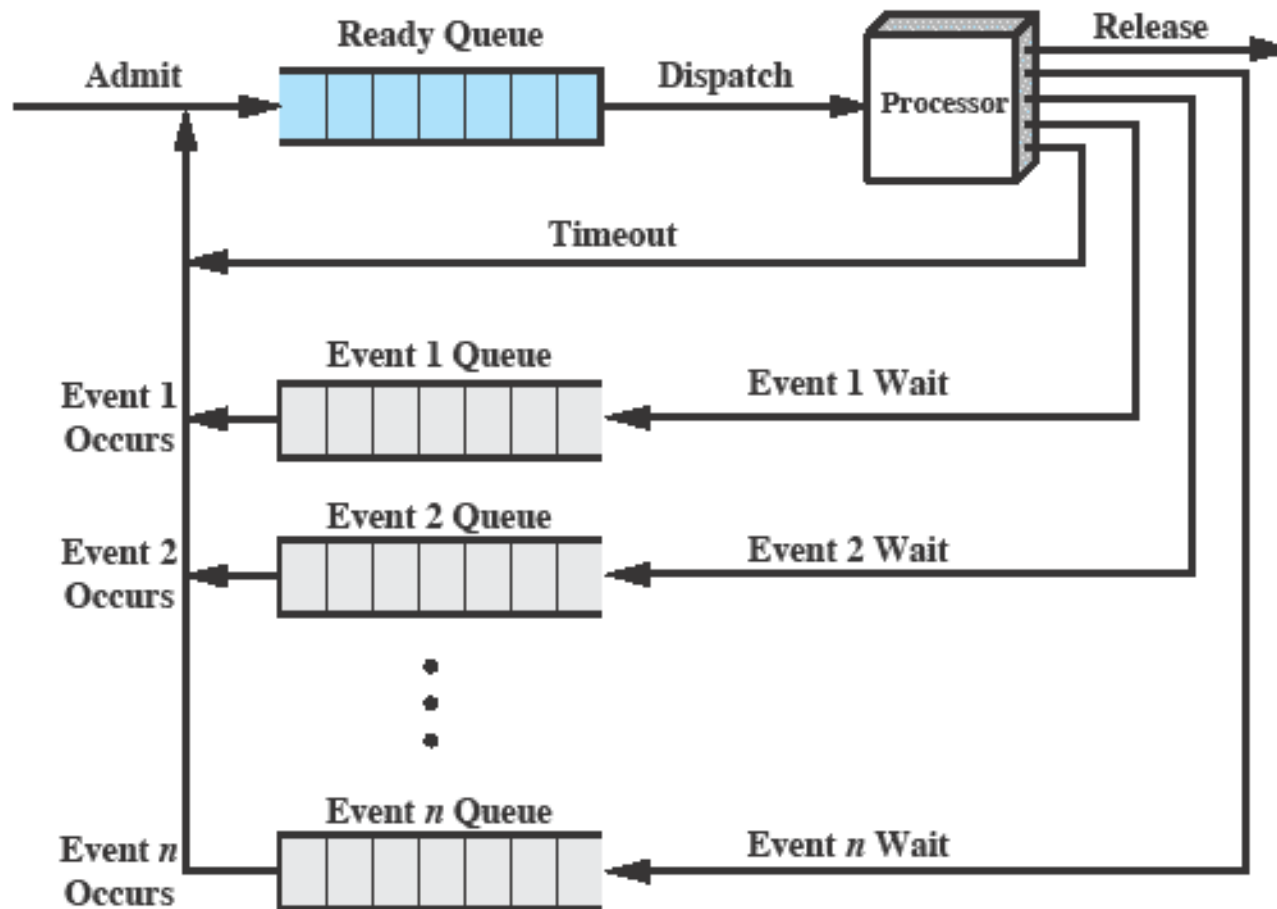 Ready Queue
Release
Admit
Dispatch
Processor
Timeout
Event 1 Queue
Event 1
Occurs
Event 1 Wait
Event 2 Queue
Event 2
Occurs
Event 2 Wait
Event n Queue
Event n
Occurs
Event n Wait